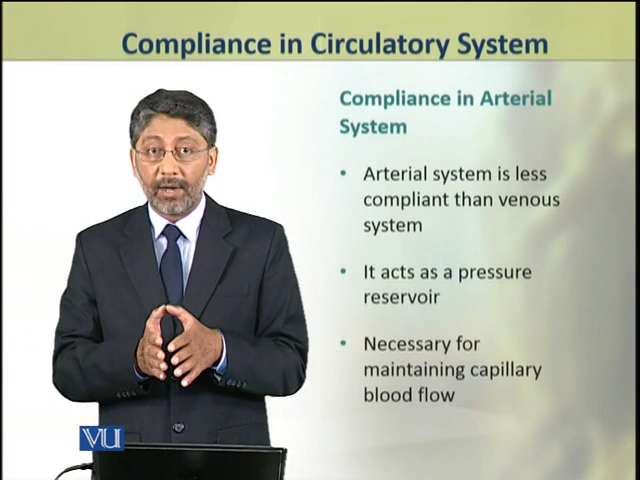 Compliance in Circulatory System
Compliance in Arterial
System
• Arterial system is less
compliant than venous
system
• It acts as a pressure
reservoir
• Necessary for
maintaining capillary
blood flow
VU